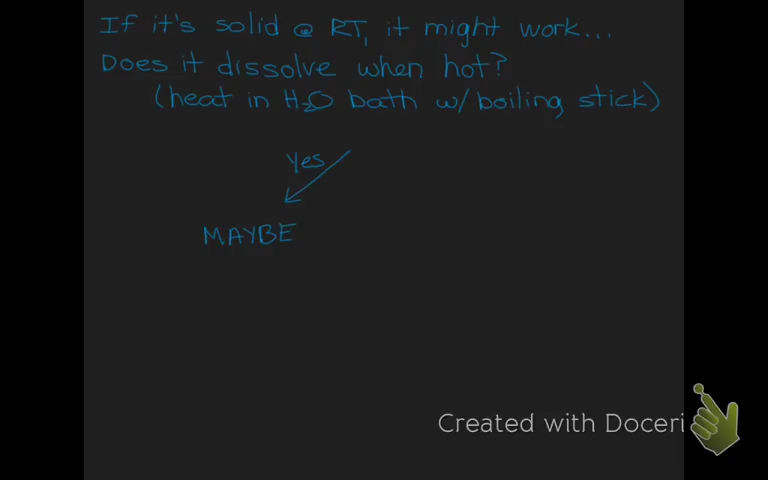 If it's solid @ RT, it might work...
Does it dissolve when hot?
(heat in H₂O bath w/boiling stick)
Yes
MAYBE
Created with Doceri